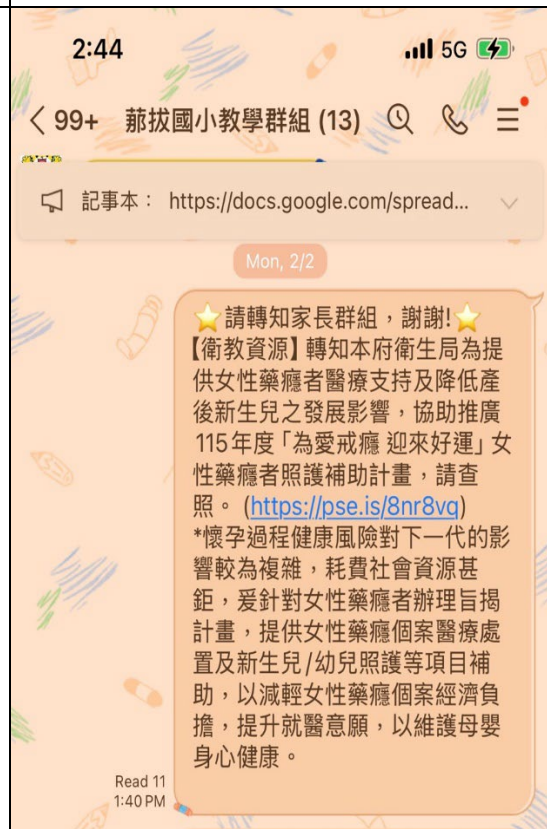 2:44
5G
99+ 蔴拔國小教學群組 (13)
記事本： https://docs.google.com/spread...
Mon, 2/2
⭐請轉知家長群組，謝謝!⭐
【衛教資源】轉知本府衛生局為提
供女性藥癮者醫療支持及降低產
後新生兒之發展影響，協助推廣
115年度「為愛戒癮 迎來好運」女
性藥癮者照護補助計畫，請查
照。 (https://pse.is/8nr8vq)
*懷孕過程健康風險對下一代的影
響較為複雜，耗費社會資源甚
鉅，爰針對女性藥癮者辦理旨揭
計畫，提供女性藥癮個案醫療處
置及新生兒/幼兒照護等項目補
助，以減輕女性藥癮個案經濟負
擔，提升就醫意願，以維護母嬰
身心健康。
Read 11
1:40 PM